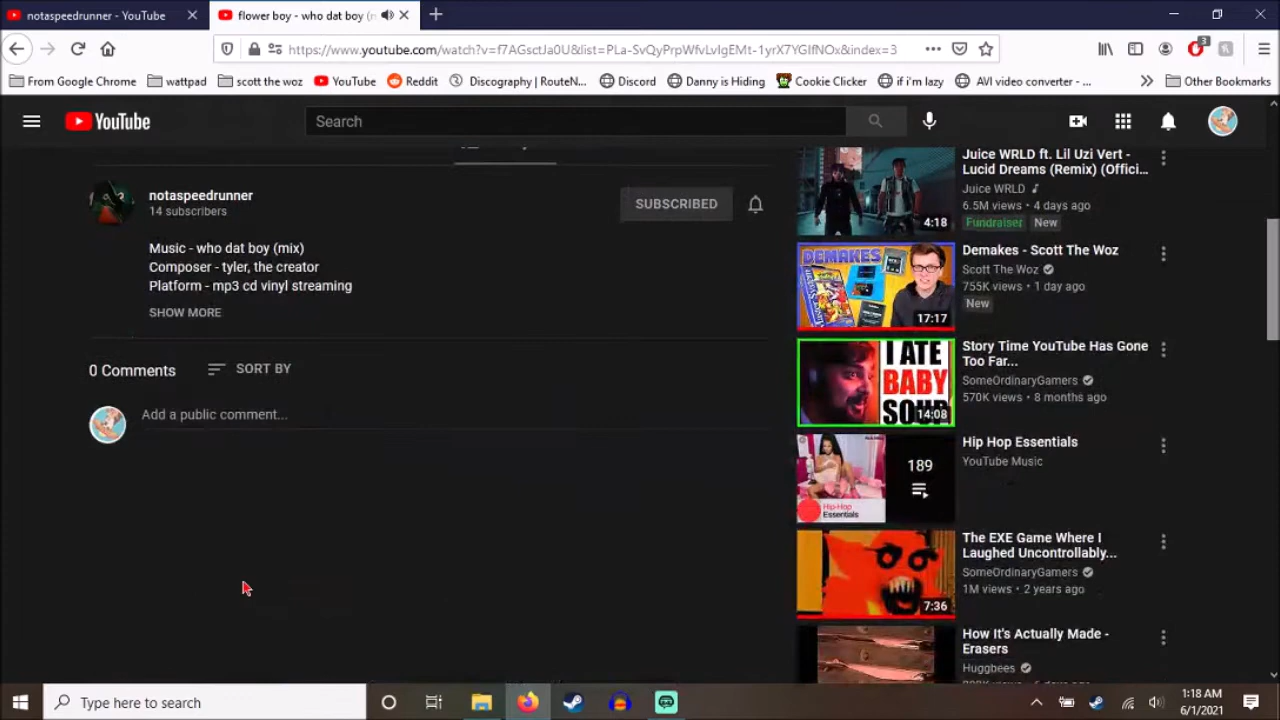 notaspeedrunner - YouTube
flower boy - who dat boy (
https://www.youtube.com/watch?v=f7AGsctJa0U&list=PLa-SvQyPrpWfvLvIgEMt-1yrX7YGIfNOx&index=3
3
From Google Chrome
wattpad
scott the woz
YouTube
Reddit
Discography | RouteN...
Discord
Danny is Hiding
Cookie Clicker
if i'm lazy
AVI video converter - ...
Other Bookmarks
YouTube
Search
notaspeedrunner
14 subscribers
SUBSCRIBED
Music - who dat boy (mix)
Composer - tyler, the creator
Platform - mp3 cd vinyl streaming
SHOW MORE
0 Comments
SORT BY
Add a public comment...
Juice WRLD ft. Lil Uzi Vert -
Lucid Dreams (Remix) (Offici...
Juice WRLD
6.5M views • 4 days ago
Fundraiser New
4:18
DEMAKES
17:17
Demakes - Scott The Woz
Scott The Woz
755K views • 1 day ago
New
I ATE
BABY
SOUP
14:08
Story Time YouTube Has Gone
Too Far...
SomeOrdinaryGamers
570K views • 8 months ago
Hip-Hop
Essentials
189
Hip Hop Essentials
YouTube Music
7:36
The EXE Game Where I
Laughed Uncontrollably...
SomeOrdinaryGamers
1M views • 2 years ago
How It's Actually Made -
Erasers
Huggbees
Type here to search
1:18 AM
6/1/2021